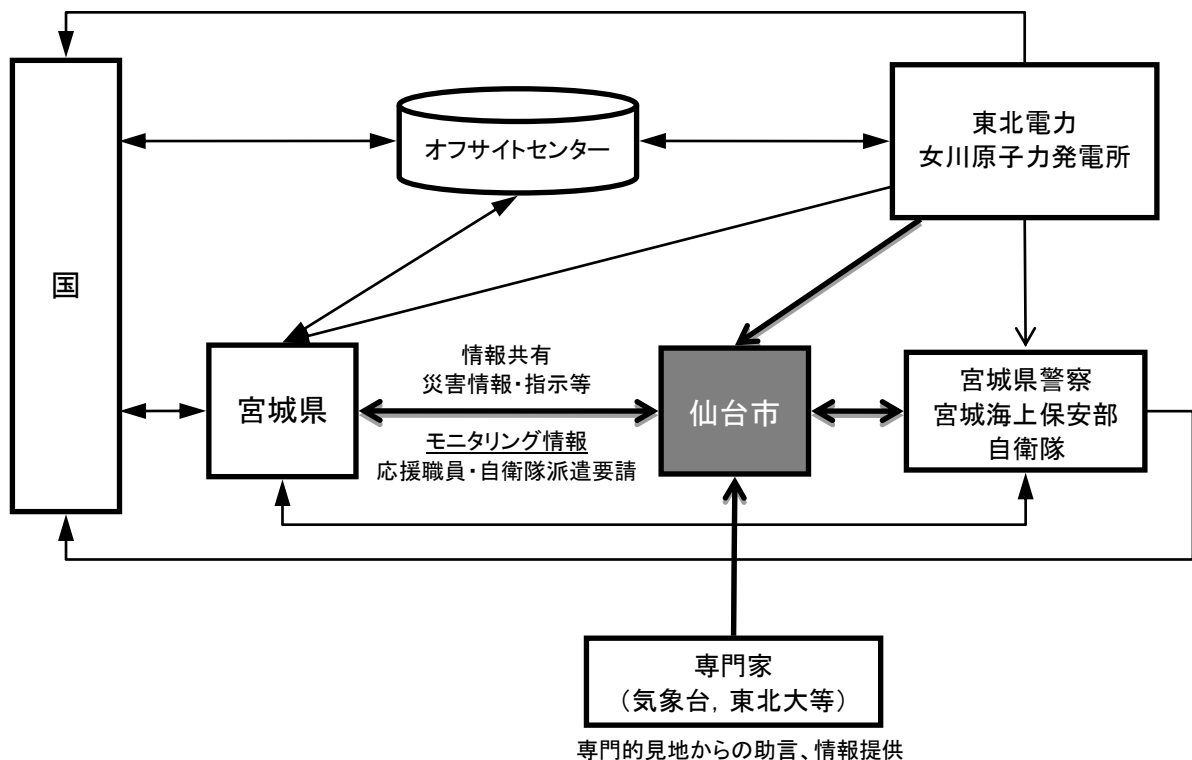 東北電力
女川原子力発電所
オフサイトセンター
国
情報共有
災害情報・指示等
宮城県
仙台市
宮城県警察
宮城海上保安部
自衛隊
モニタリング情報
応援職員・自衛隊派遣要請
専門家
（気象台，東北大等）
専門的見地からの助言、情報提供